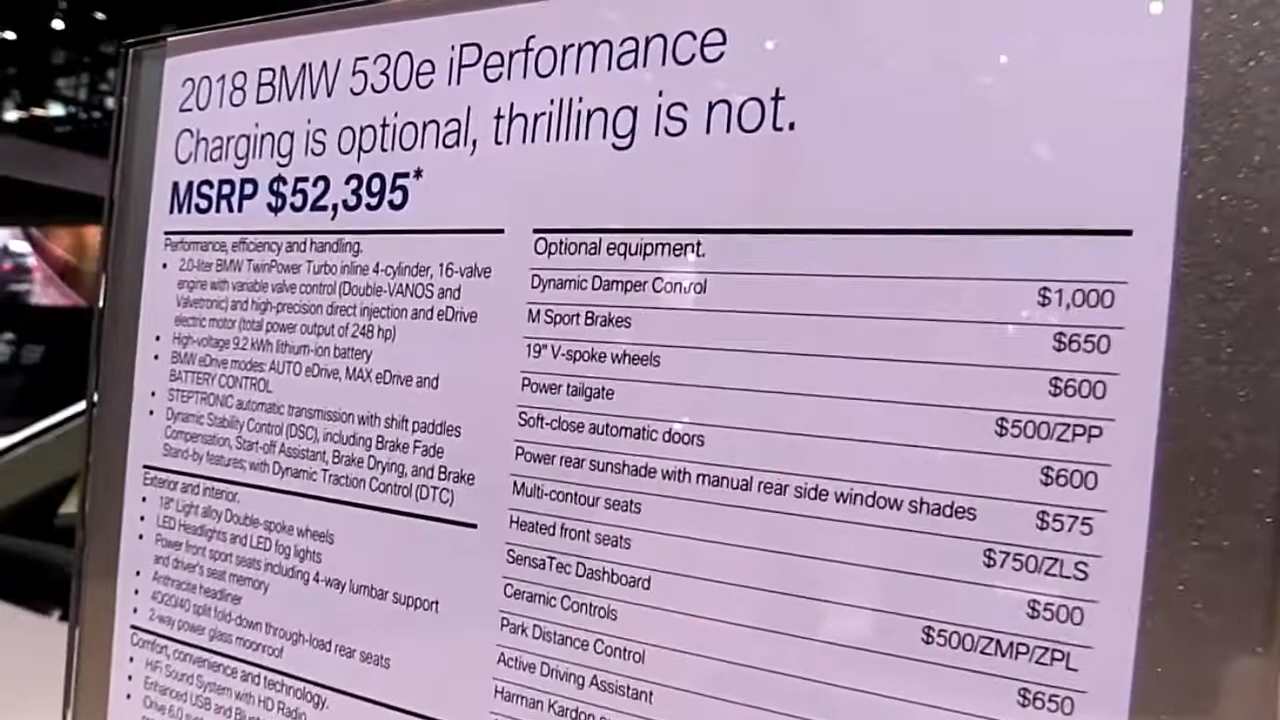 2018 BMW 530e iPerformance
Charging is optional, thrilling is not.
MSRP $52,395*
Performance, efficiency and handling.
• 2.0-liter BMW TwinPower Turbo inline 4-cylinder, 16-valve
engine with variable valve control (Double-VANOS and
Valvetronic) and high-precision direct injection and eDrive
electric motor (total power output of 248 hp)
• High-voltage 9.2 kWh lithium-ion battery
• BMW eDrive modes: AUTO eDrive, MAX eDrive and
BATTERY CONTROL
• STEPTRONIC automatic transmission with shift paddles
• Dynamic Stability Control (DSC), including Brake Fade
Compensation, Start-off Assistant, Brake Drying, and Brake
Stand-by features; with Dynamic Traction Control (DTC)
Exterior and interior.
• 18" Light alloy Double-spoke wheels
• LED Headlights and LED fog lights
• Power front sport seats including 4-way lumbar support
and driver's seat memory
• Anthracite headliner
• 40/20/40 split fold-down through-load rear seats
• 2-way power glass moonroof
Comfort, convenience and technology.
• HiFi Sound System with HD Radio
• Enhanced USB and
• iDrive 6.0
Optional equipment.
Dynamic Damper Control $1,000
M Sport Brakes $650
19" V-spoke wheels $600
Power tailgate $500/ZPP
Soft-close automatic doors $600
Power rear sunshade with manual rear side window shades $575
Multi-contour seats $750/ZLS
Heated front seats $500
SensaTec Dashboard $500/ZMP/ZPL
Ceramic Controls $650
Park Distance Control
Active Driving Assistant
Harman Kardon